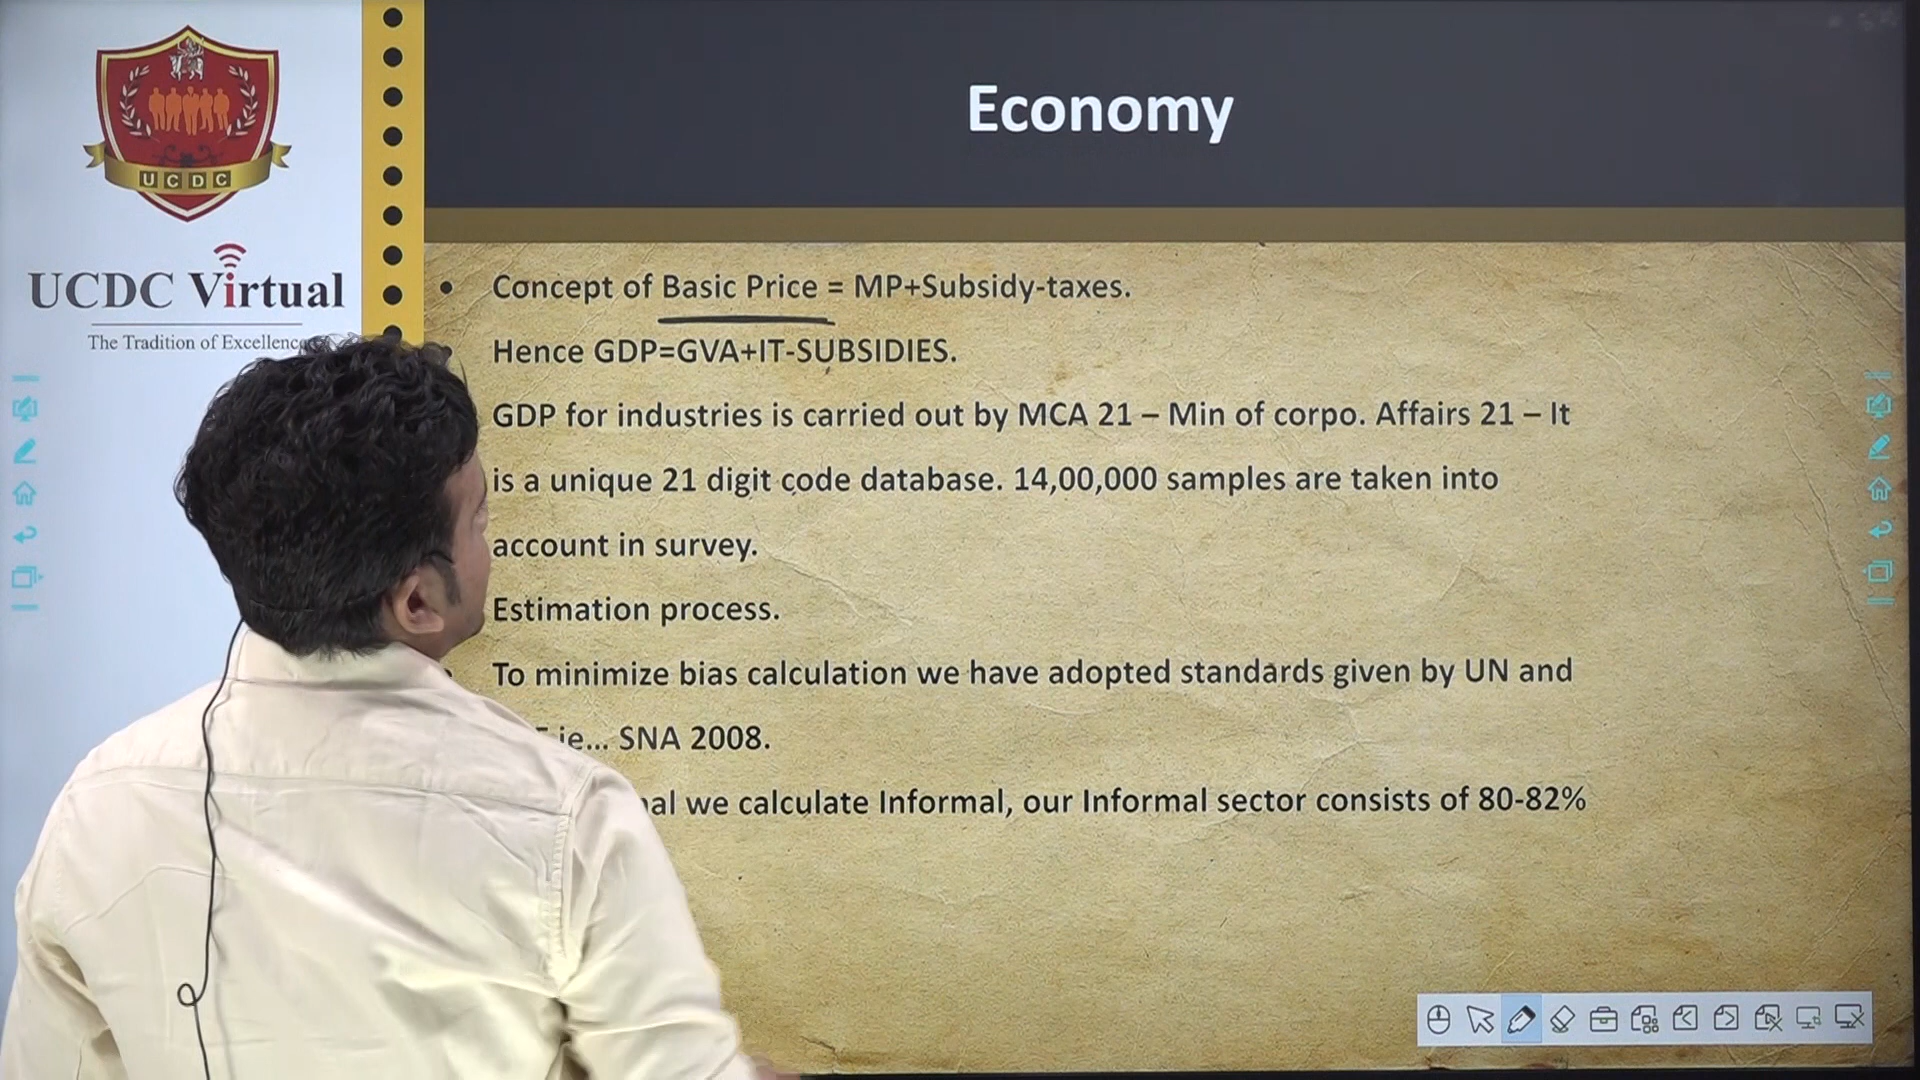 UCDC
UCDC Virtual
The Tradition of Excellence
Economy
Concept of Basic Price = MP+Subsidy-taxes.
Hence GDP=GVA+IT-SUBSIDIES.
GDP for industries is carried out by MCA 21 – Min of corpo. Affairs 21 – It
is a unique 21 digit code database. 14,00,000 samples are taken into
account in survey.
Estimation process.
To minimize bias calculation we have adopted standards given by UN and
ie... SNA 2008.
we calculate Informal, our Informal sector consists of 80-82%